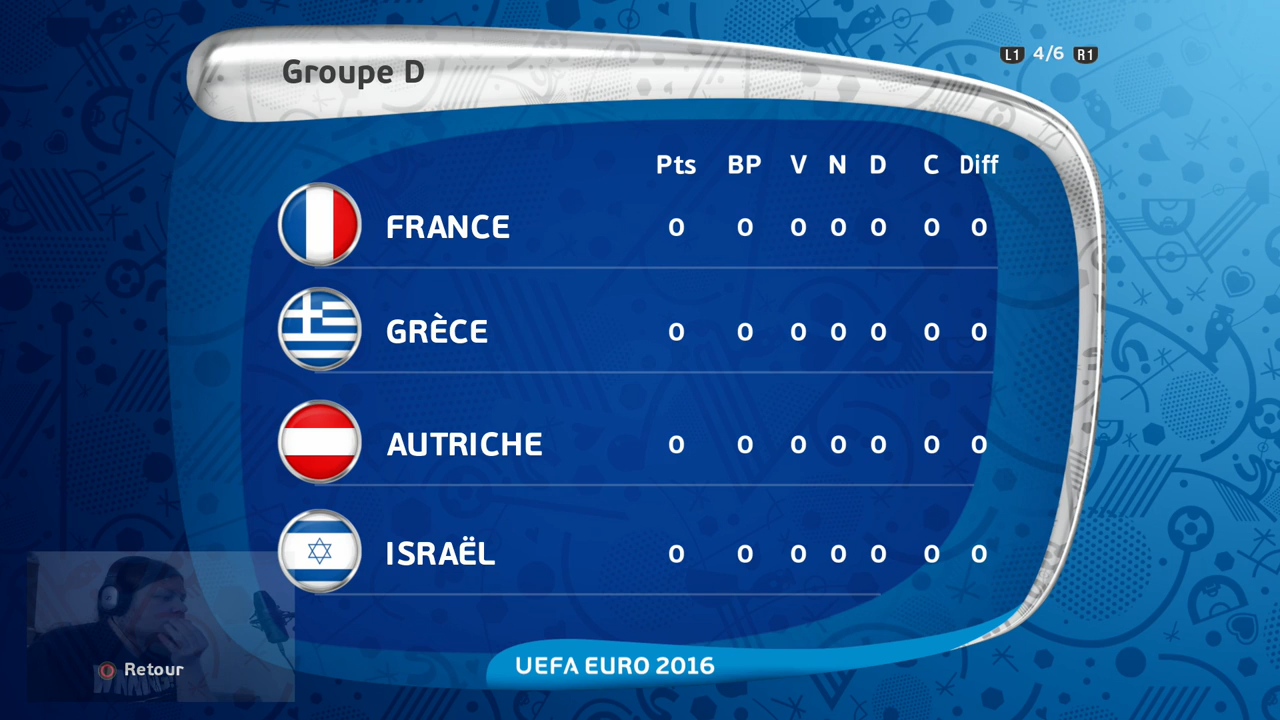 Groupe D
L1 4/6 R1
Pts BP V N D C Diff
FRANCE 0 0 0 0 0 0 0
GRÈCE 0 0 0 0 0 0 0
AUTRICHE 0 0 0 0 0 0 0
ISRAËL 0 0 0 0 0 0 0
Retour
UEFA EURO 2016